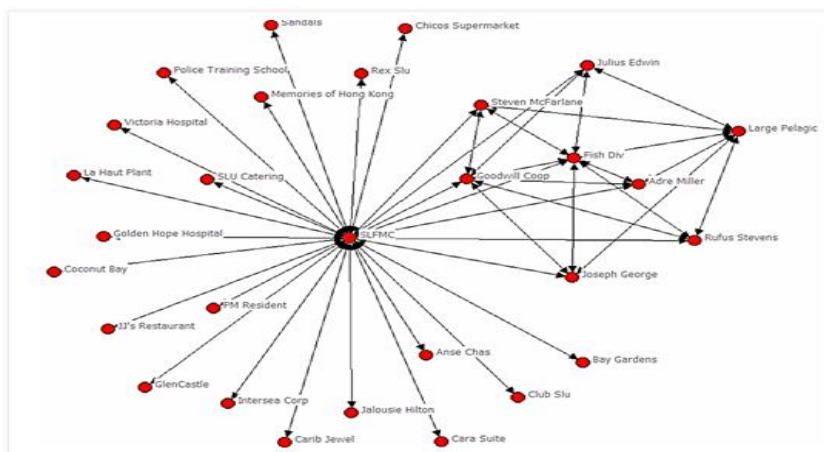 Sandals
Chicos Supermarket
Julius Edwin
Police Training School
Rex Slu
Memories of Hong Kong
Steven McFarlane
Large Pelagic
Victoria Hospital
Fish Div
La Haut Plant
SLU Catering
Goodwill Coop
Adre Miller
Golden Hope Hospital
SLFMC
Rufus Stevens
Coconut Bay
Joseph George
PM Resident
JJ's Restaurant
Anse Chas
Bay Gardens
GlenCastle
Intersea Corp
Club Slu
Jalousie Hilton
Carib Jewel
Cara Suite